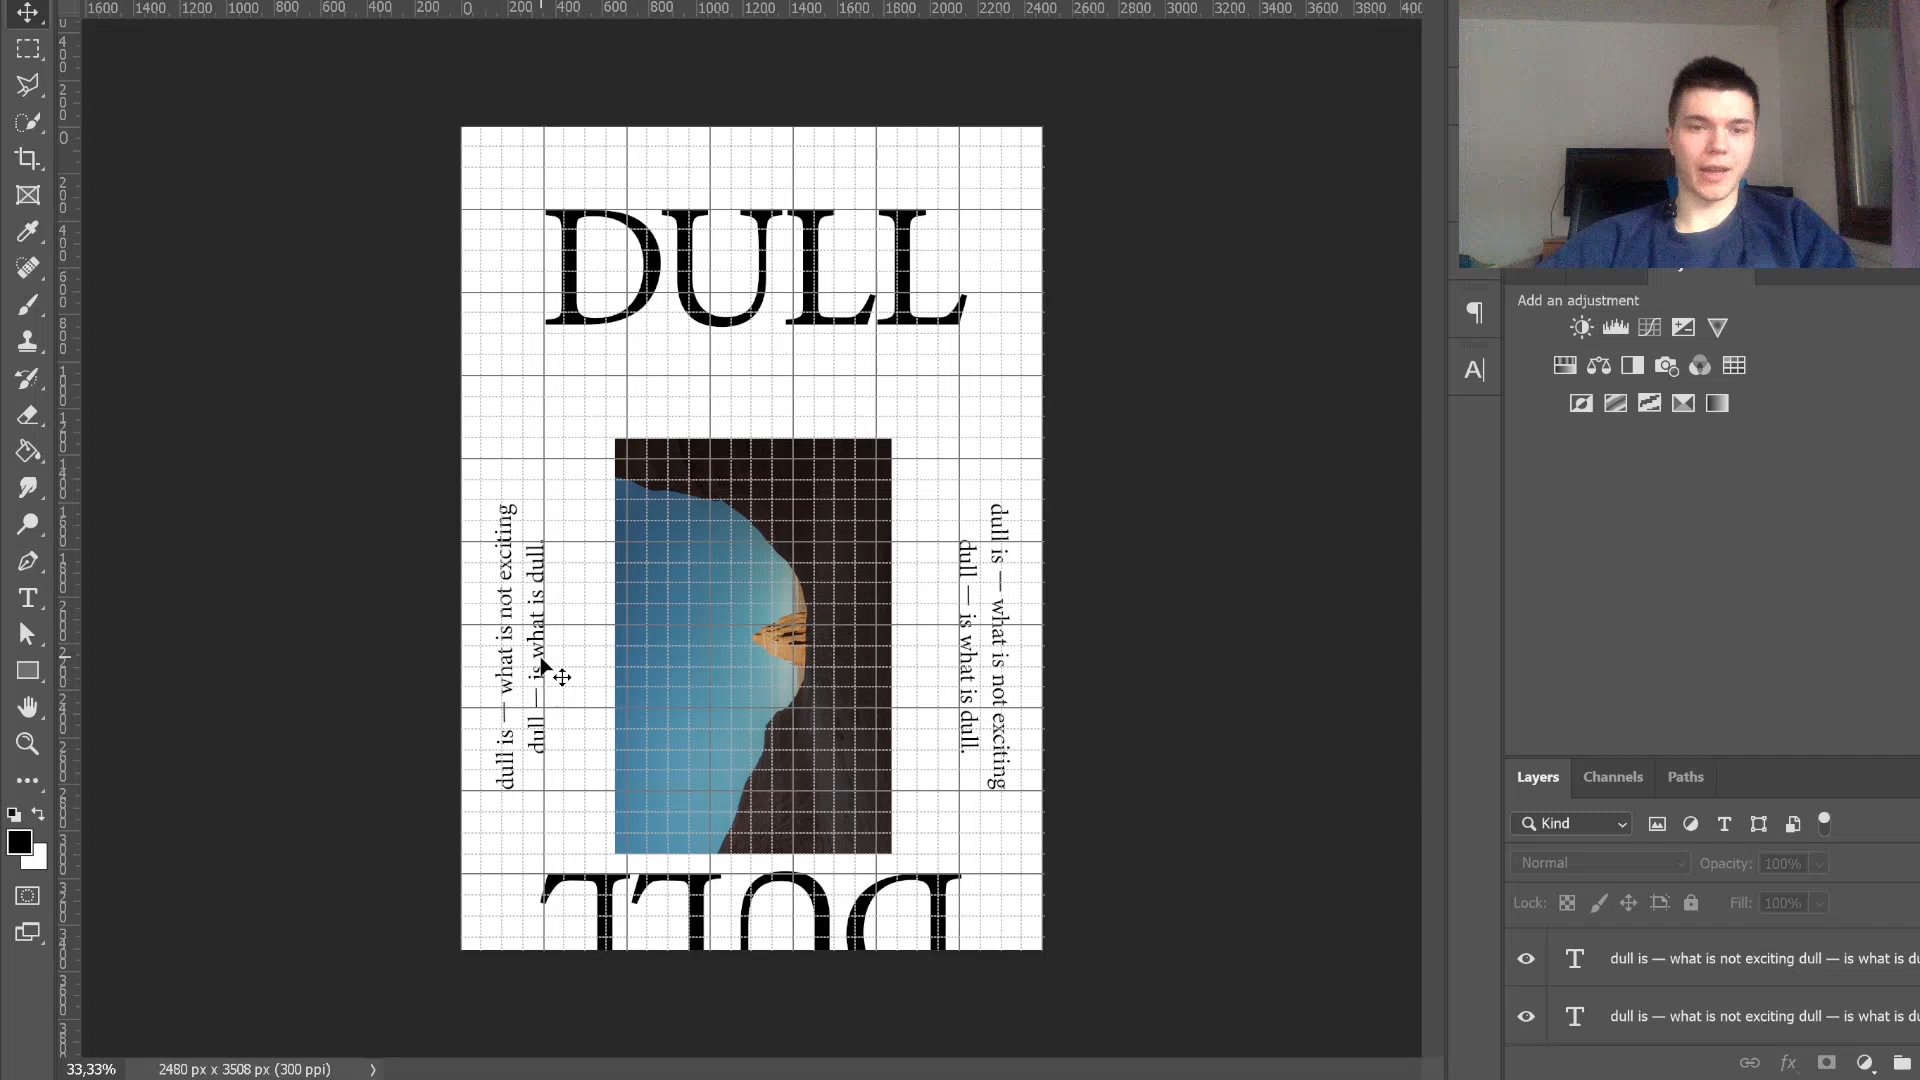 1600 1400 1200 1000 800 600 400 200 0 200 400 600 800 1000 1200 1400 1600 1800 2000 2200 2400 2600 2800 3000 3200 3400 3600 3800 400
DULL
dull is — what is not exciting
dull — is what is dull.
dull is — what is not exciting
dull — is what is dull.
DULL
Add an adjustment
Layers Channels Paths
Kind
Normal Opacity: 100%
Lock: Fill: 100%
dull is — what is not exciting dull — is what is du
dull is — what is not exciting dull — is what is du
33,33% 2480 px x 3508 px (300 ppi)